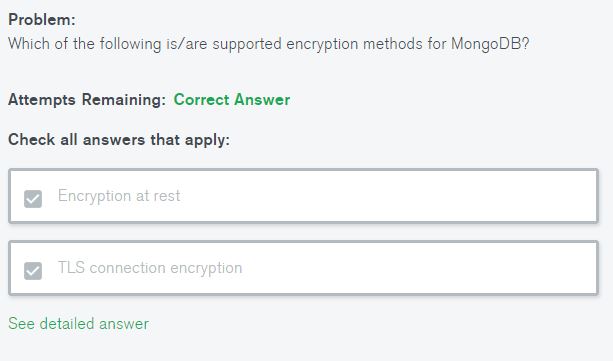 Problem:
Which of the following is/are supported encryption methods for MongoDB?
Attempts Remaining: Correct Answer
Check all answers that apply:
Encryption at rest
TLS connection encryption
See detailed answer